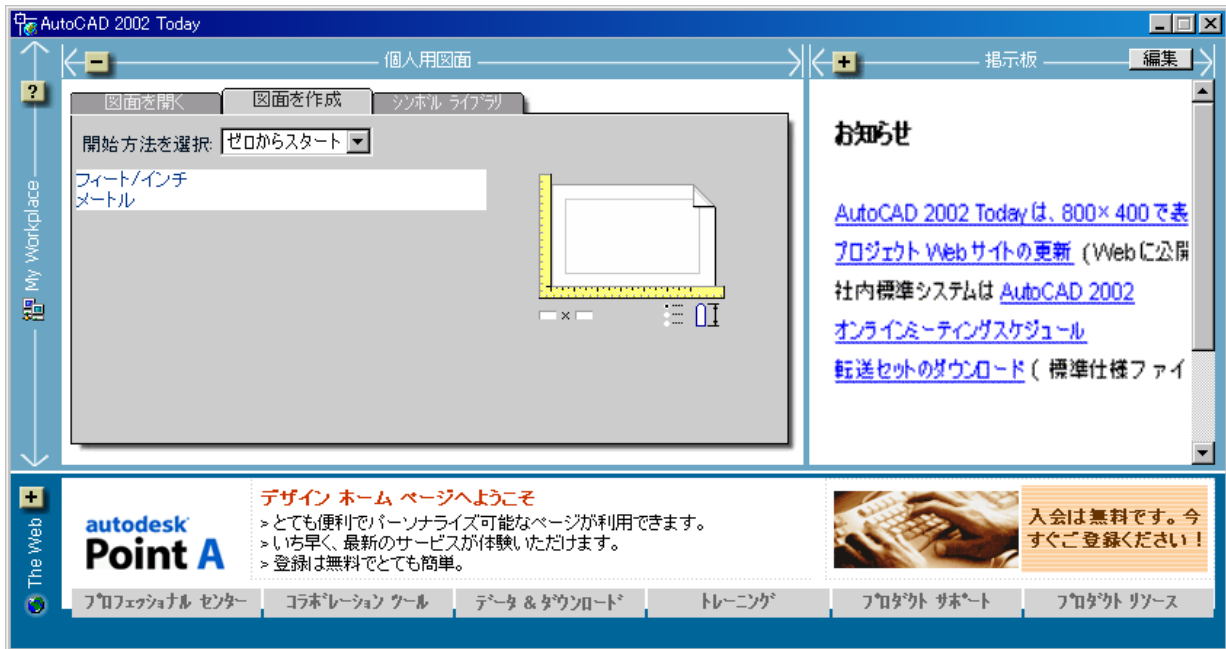 AutoCAD 2002 Today
個人用図面
掲示板
編集
?
My Workplace
図面を開く
図面を作成
シンボル ライブラリ
開始方法を選択:
ゼロからスタート
フィート/インチ
メートル
お知らせ
AutoCAD 2002 Today は、800× 400 で表
プロジェクト Web サイトの更新 (Web に公開
社内標準システムは AutoCAD 2002
オンラインミーティングスケジュール
転送セットのダウンロード ( 標準仕様ファイ
The Web
autodesk
Point A
デザイン ホーム ページへようこそ
>とても便利でパーソナライズ可能なページが利用できます。
>いち早く、最新のサービスが体験いただけます。
>登録は無料でとても簡単。
入会は無料です。今
すぐご登録ください!
プロフェッショナル センター
コラボレーション ツール
データ & ダウンロード
トレーニング
プロダクト サポート
プロダクト リソース